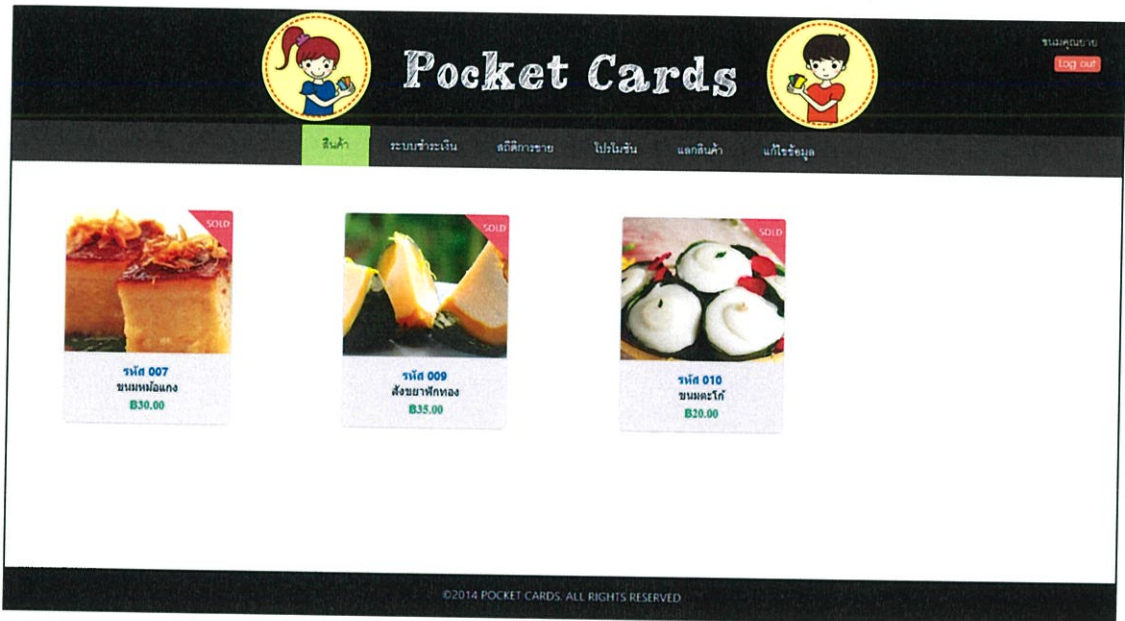 Pocket Cards
ขนมคุณยาย
Log out
สินค้า ระบบชำระเงิน สถิติการขาย โปรโมชัน แลกสินค้า แก้ไขข้อมูล
SOLD
รหัส 007
ขนมหม้อแกง
฿30.00
SOLD
รหัส 009
สังขยาฟักทอง
฿35.00
SOLD
รหัส 010
ขนมตะโก้
฿20.00
©2014 POCKET CARDS. ALL RIGHTS RESERVED